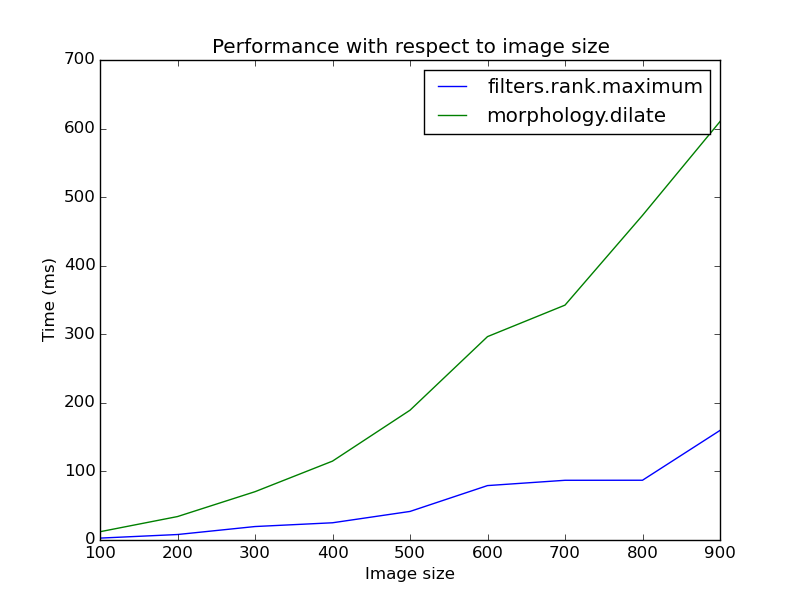 Performance with respect to image size
filters.rank.maximum
morphology.dilate
700
600
500
400
300
200
100
0
Time (ms)
100 200 300 400 500 600 700 800 900
Image size